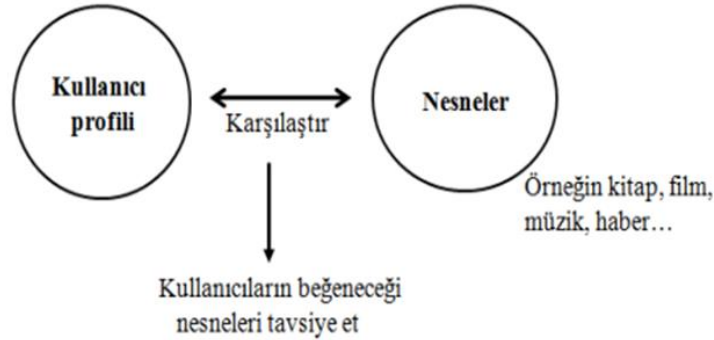 Kullanıcı
profili
Karşılaştır
Nesneler
Örneğin kitap, film,
müzik, haber…
Kullanıcıların beğeneceği
nesneleri tavsiye et